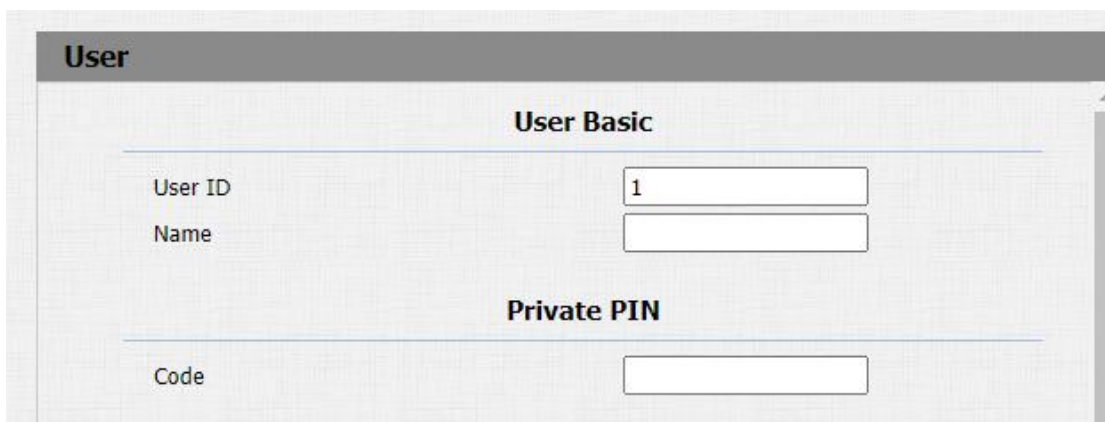 User
User Basic
User ID 1
Name
Private PIN
Code